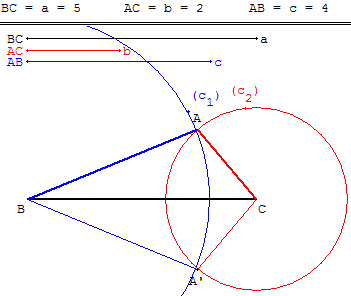 BC = a = 5 AC = b = 2 AB = c = 4
BC a
AC b
AB c
(c1) (c2)
A
B C
A'